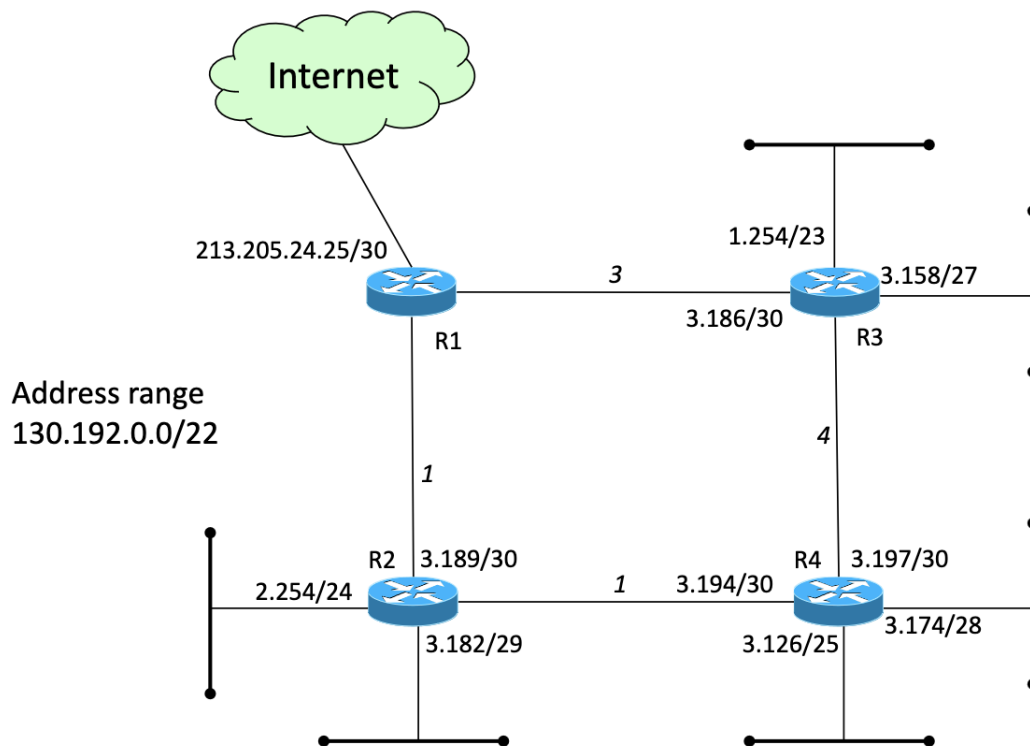 Internet
1.254/23
213.205.24.25/30
3
3.158/27
3.186/30
R1
R3
Address range
130.192.0.0/22
4
1
R2
3.189/30
R4
3.197/30
2.254/24
1
3.194/30
3.174/28
3.182/29
3.126/25